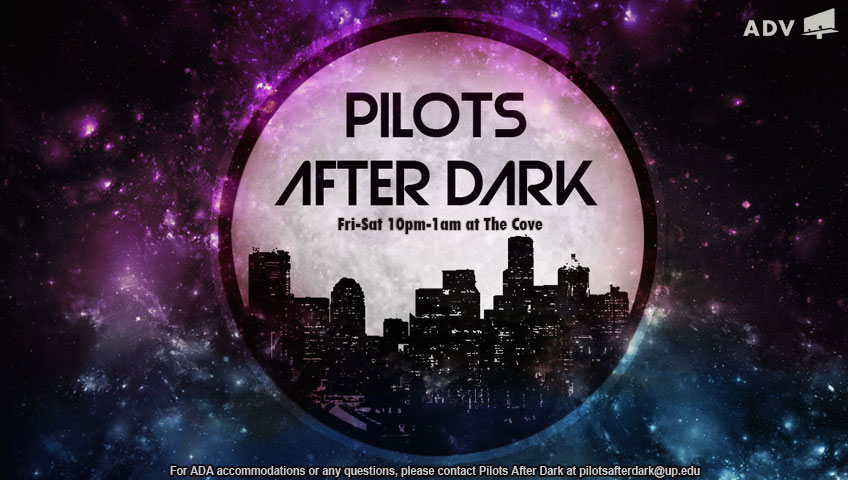 ADV
PILOTS
AFTER DARK
Fri-Sat 10pm-1am at The Cove
For ADA accommodations or any questions, please contact Pilots After Dark at pilotsafterdark@up.edu